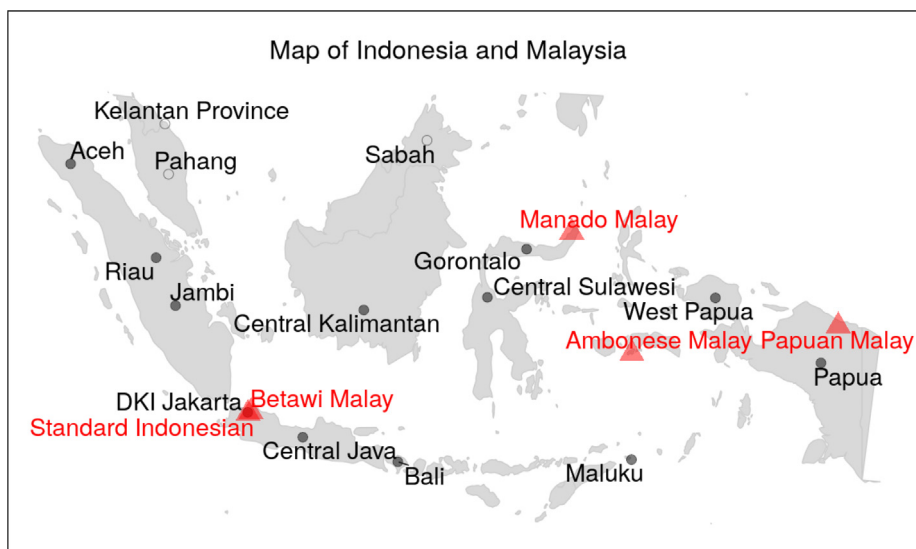 Map of Indonesia and Malaysia
Kelantan Province
Aceh
Pahang
Sabah
Manado Malay
Gorontalo
Riau
Jambi
Central Sulawesi
West Papua
Central Kalimantan
Ambonese Malay
Papuan Malay
Papua
DKI Jakarta
Betawi Malay
Standard Indonesian
Central Java
Bali
Maluku